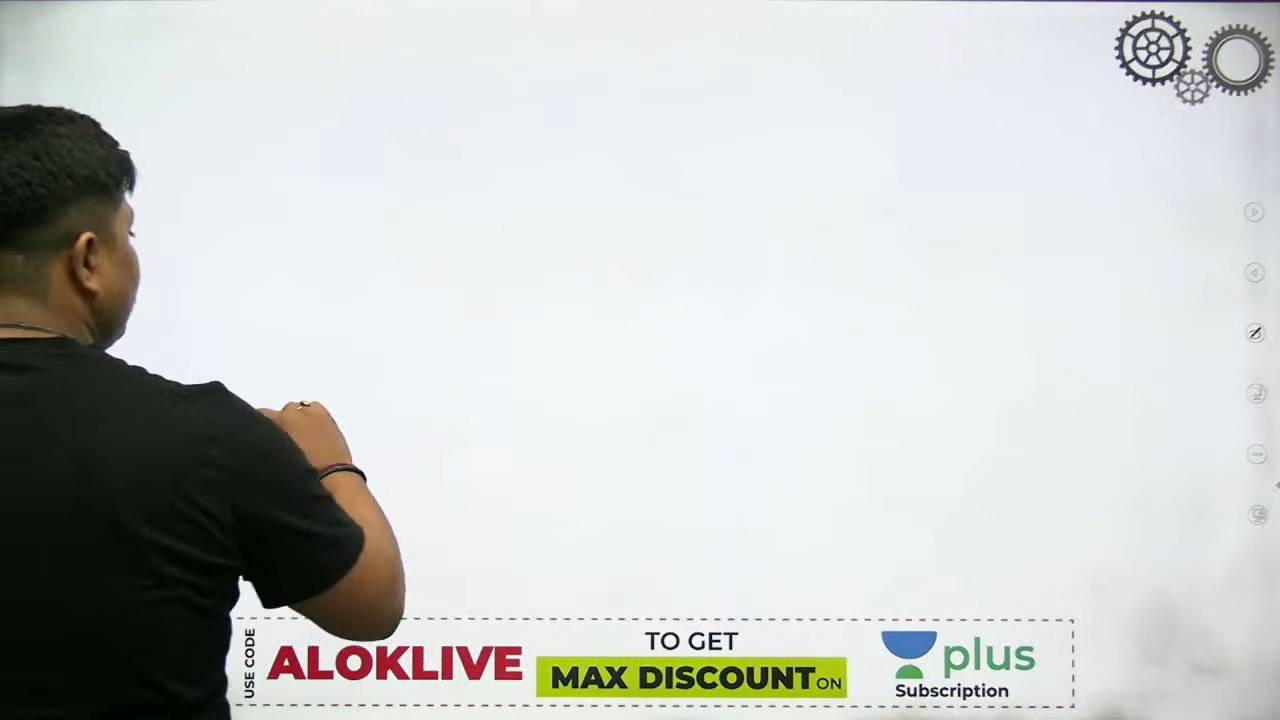 USE CODE
ALOKLIVE
TO GET
MAX DISCOUNT ON
plus
Subscription